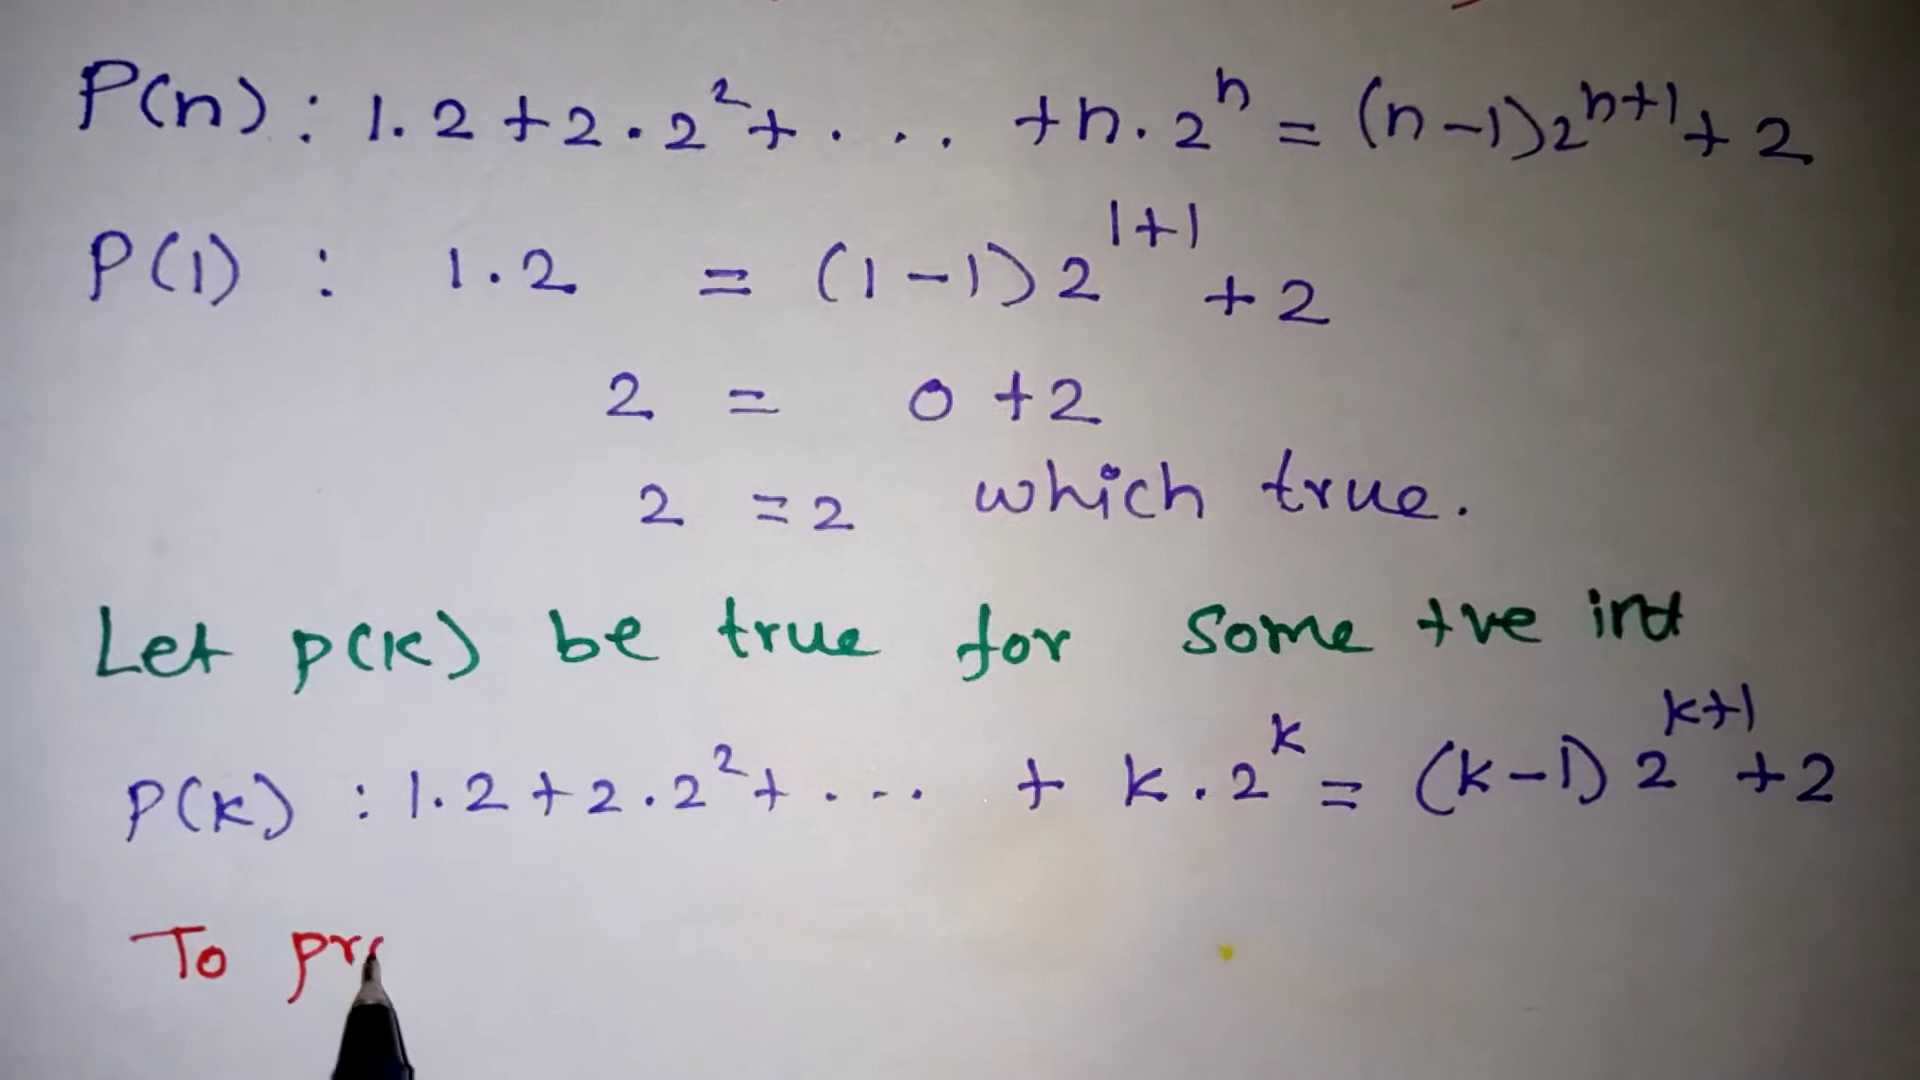 P(n) : 1.2 + 2.2² + . . . + n.2ⁿ = (n-1)2ⁿ⁺¹ + 2
P(1) : 1.2 = (1-1)2¹⁺¹ + 2
2 = 0 + 2
2 = 2 which true.
Let p(k) be true for some +ve int
P(k) : 1.2 + 2.2² + . . . + k.2ᵏ = (k-1)2ᵏ⁺¹ + 2
To pro